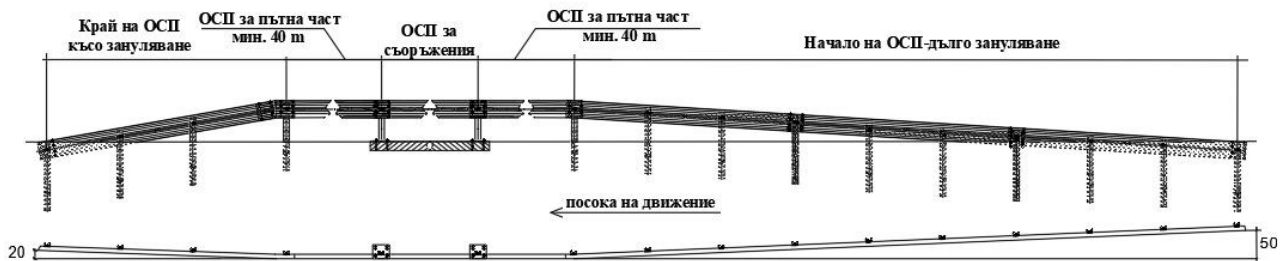 Край на ОСП
късо зануляване
ОСП за пътна част
мин. 40 m
ОСП за
съоръжения
ОСП за пътна част
мин. 40 m
Начало на ОСП-дълго зануляване
посока на движение
20
50